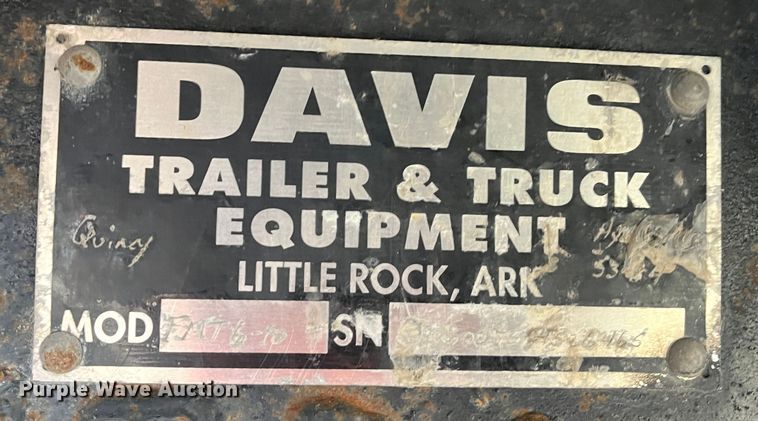 DAVIS
TRAILER & TRUCK
EQUIPMENT
Quincy
LITTLE ROCK, ARK
MOD SN
Purple Wave Auction